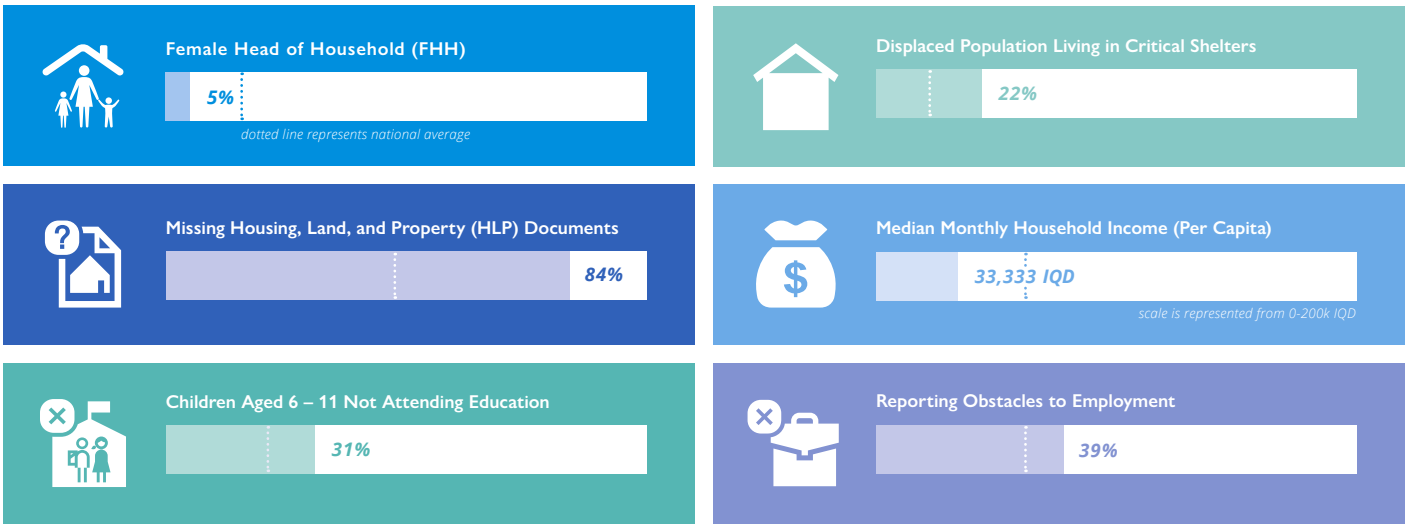 Female Head of Household (FHH)
5%
dotted line represents national average
Displaced Population Living in Critical Shelters
22%
Missing Housing, Land, and Property (HLP) Documents
84%
?
Median Monthly Household Income (Per Capita)
33,333 IQD
$
scale is represented from 0-200k IQD
Children Aged 6 – 11 Not Attending Education
31%
Reporting Obstacles to Employment
39%